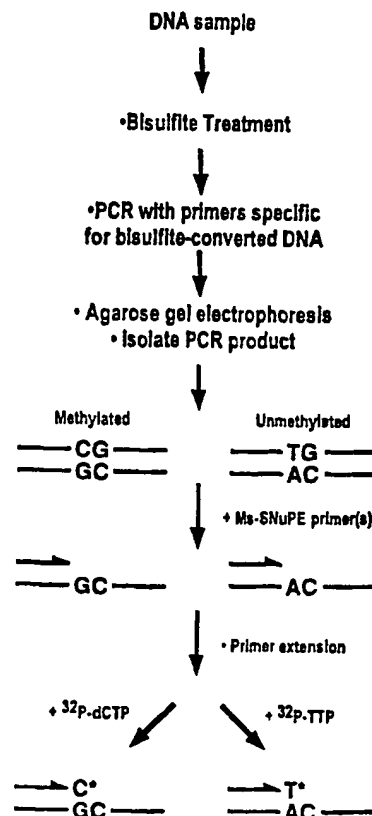 DNA sample
•Bisulfite Treatment
•PCR with primers specific
for bisulfite-converted DNA
• Agarose gel electrophoresis
• Isolate PCR product
Methylated
Unmethylated
CG
TG
GC
AC
+ Ms-SNuPE primer(s)
GC
AC
• Primer extension
+ ³²P-dCTP
+ ³²P-TTP
C*
T*
GC
AC